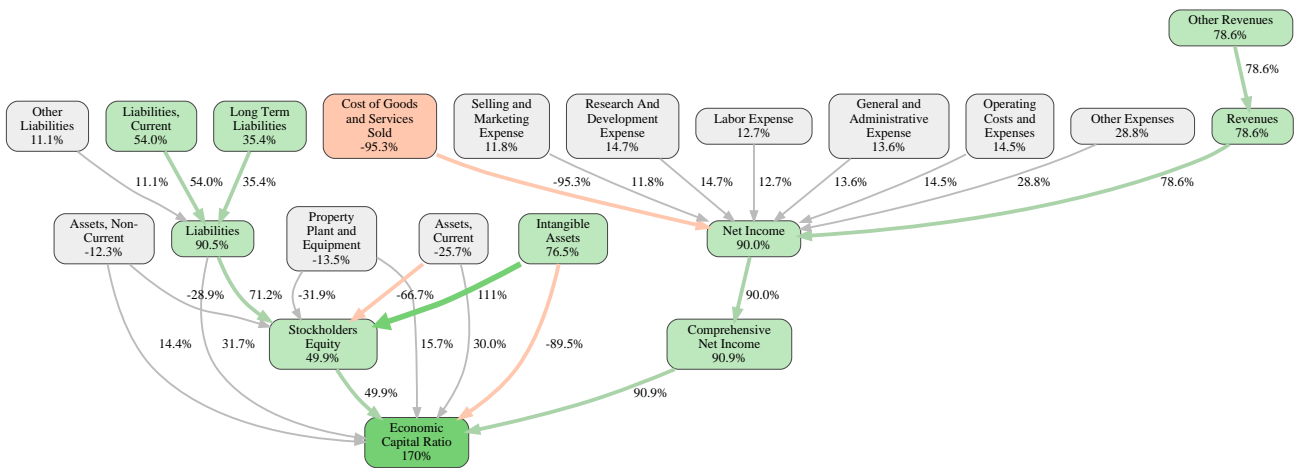 Other Revenues
78.6%
78.6%
Other
Liabilities
11.1%
Liabilities,
Current
54.0%
Long Term
Liabilities
35.4%
Cost of Goods
and Services
Sold
-95.3%
Selling and
Marketing
Expense
11.8%
Research And
Development
Expense
14.7%
Labor Expense
12.7%
General and
Administrative
Expense
13.6%
Operating
Costs and
Expenses
14.5%
Other Expenses
28.8%
Revenues
78.6%
11.1%
54.0%
35.4%
-95.3%
11.8%
14.7%
12.7%
13.6%
14.5%
28.8%
78.6%
Assets, Non-
Current
-12.3%
Liabilities
90.5%
Property
Plant and
Equipment
-13.5%
Assets,
Current
-25.7%
Intangible
Assets
76.5%
Net Income
90.0%
-28.9%
71.2%
-31.9%
-66.7%
111%
90.0%
14.4%
31.7%
Stockholders
Equity
49.9%
15.7%
30.0%
-89.5%
Comprehensive
Net Income
90.9%
49.9%
90.9%
Economic
Capital Ratio
170%